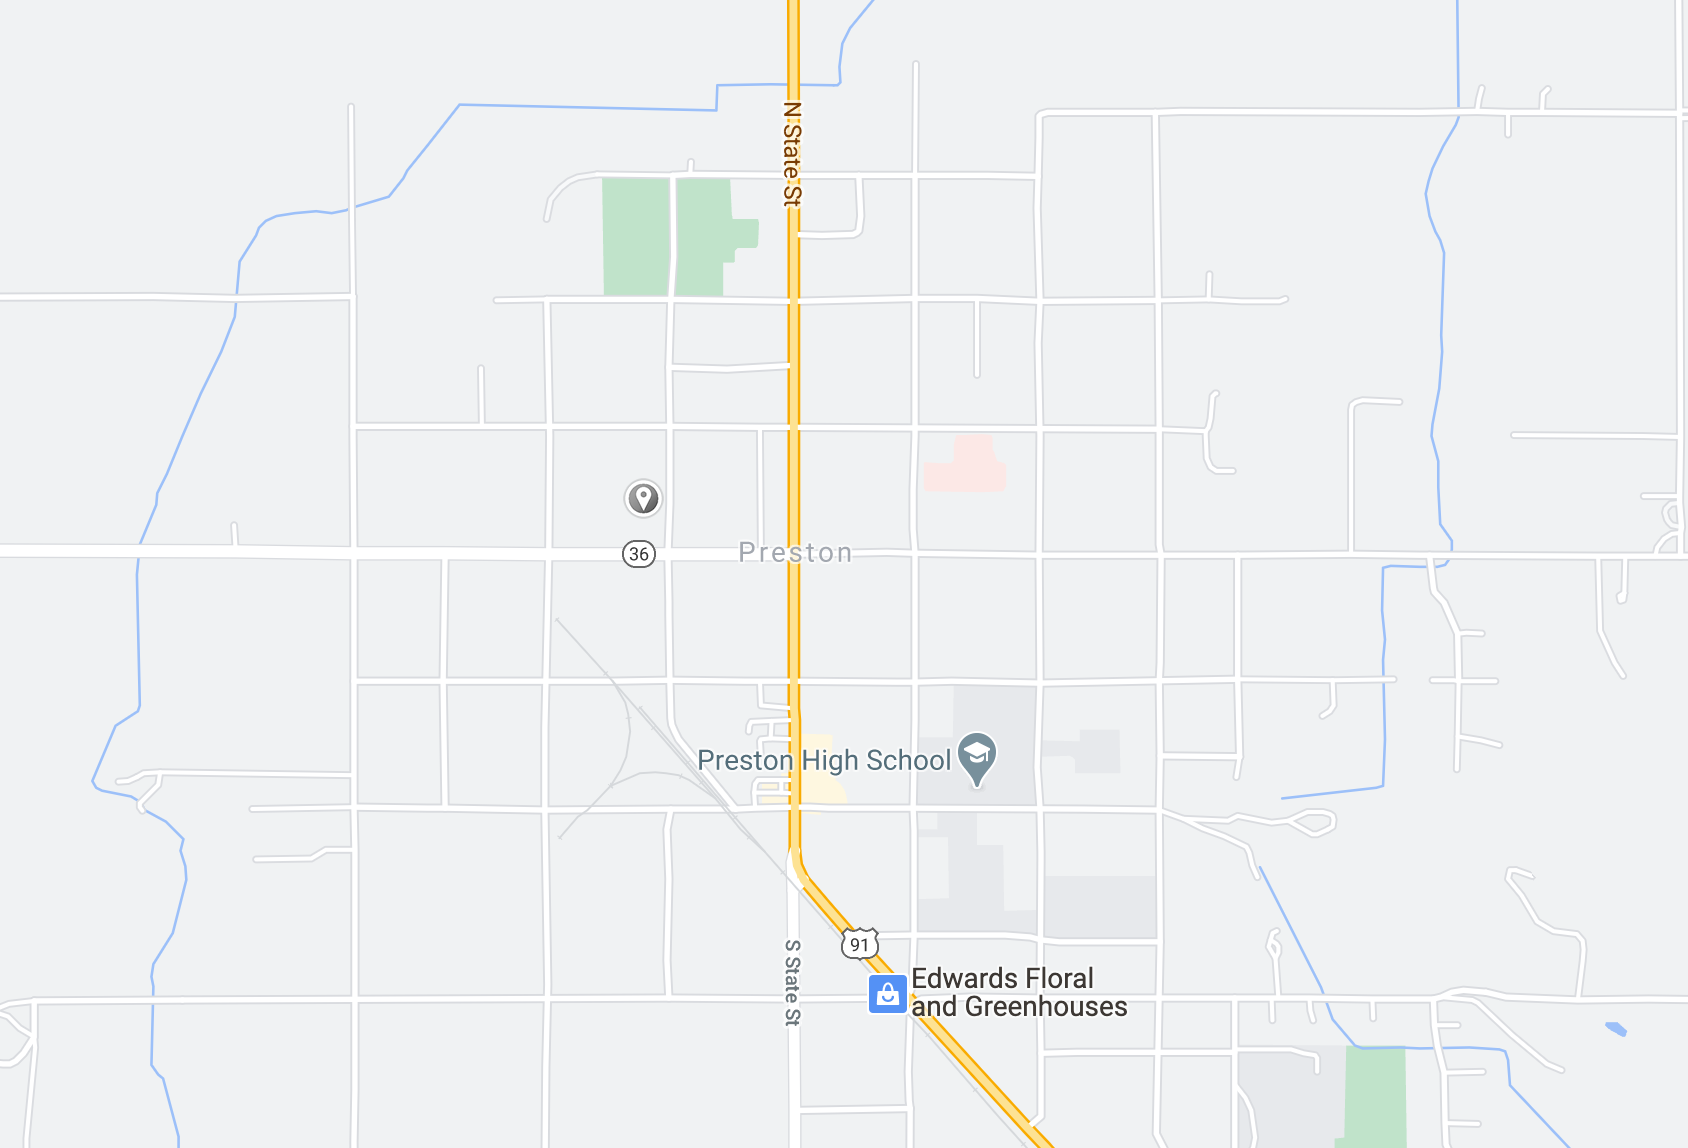 N State St
36
Preston
Preston High School
91
S State St
Edwards Floral
and Greenhouses